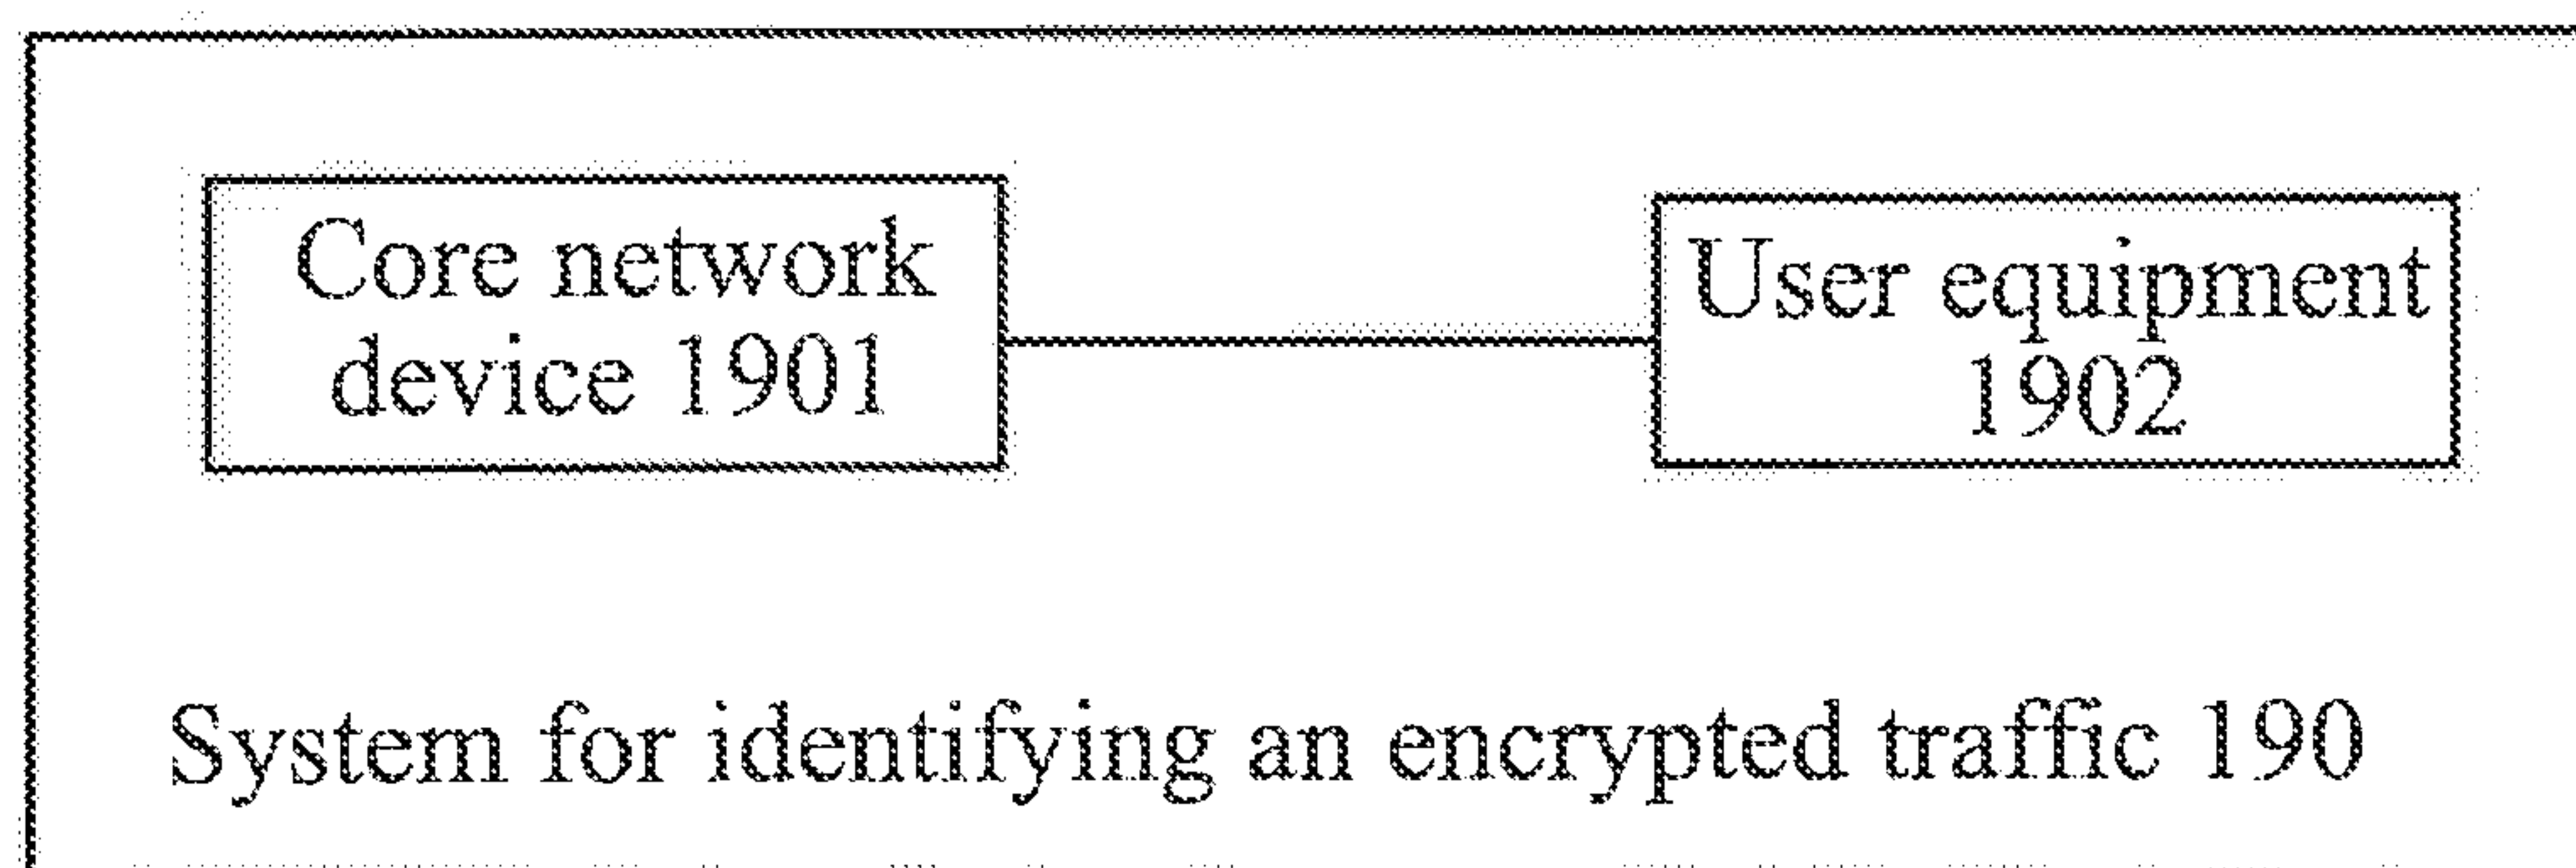 Core network
device 1901
User equipment
1902
System for identifying an encrypted traffic 190